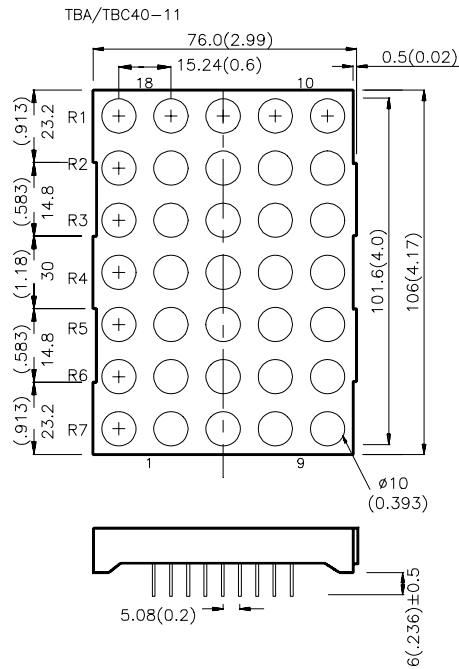 TBA/TBC40-11
76.0(2.99)
15.24(0.6)
0.5(0.02)
18
10
R1
R2
R3
R4
R5
R6
R7
23.2
(.913)
14.8
(.583)
30
(1.18)
14.8
(.583)
23.2
(.913)
101.6(4.0)
106(4.17)
1
9
ø10
(0.393)
5.08(0.2)
6(.236)±0.5